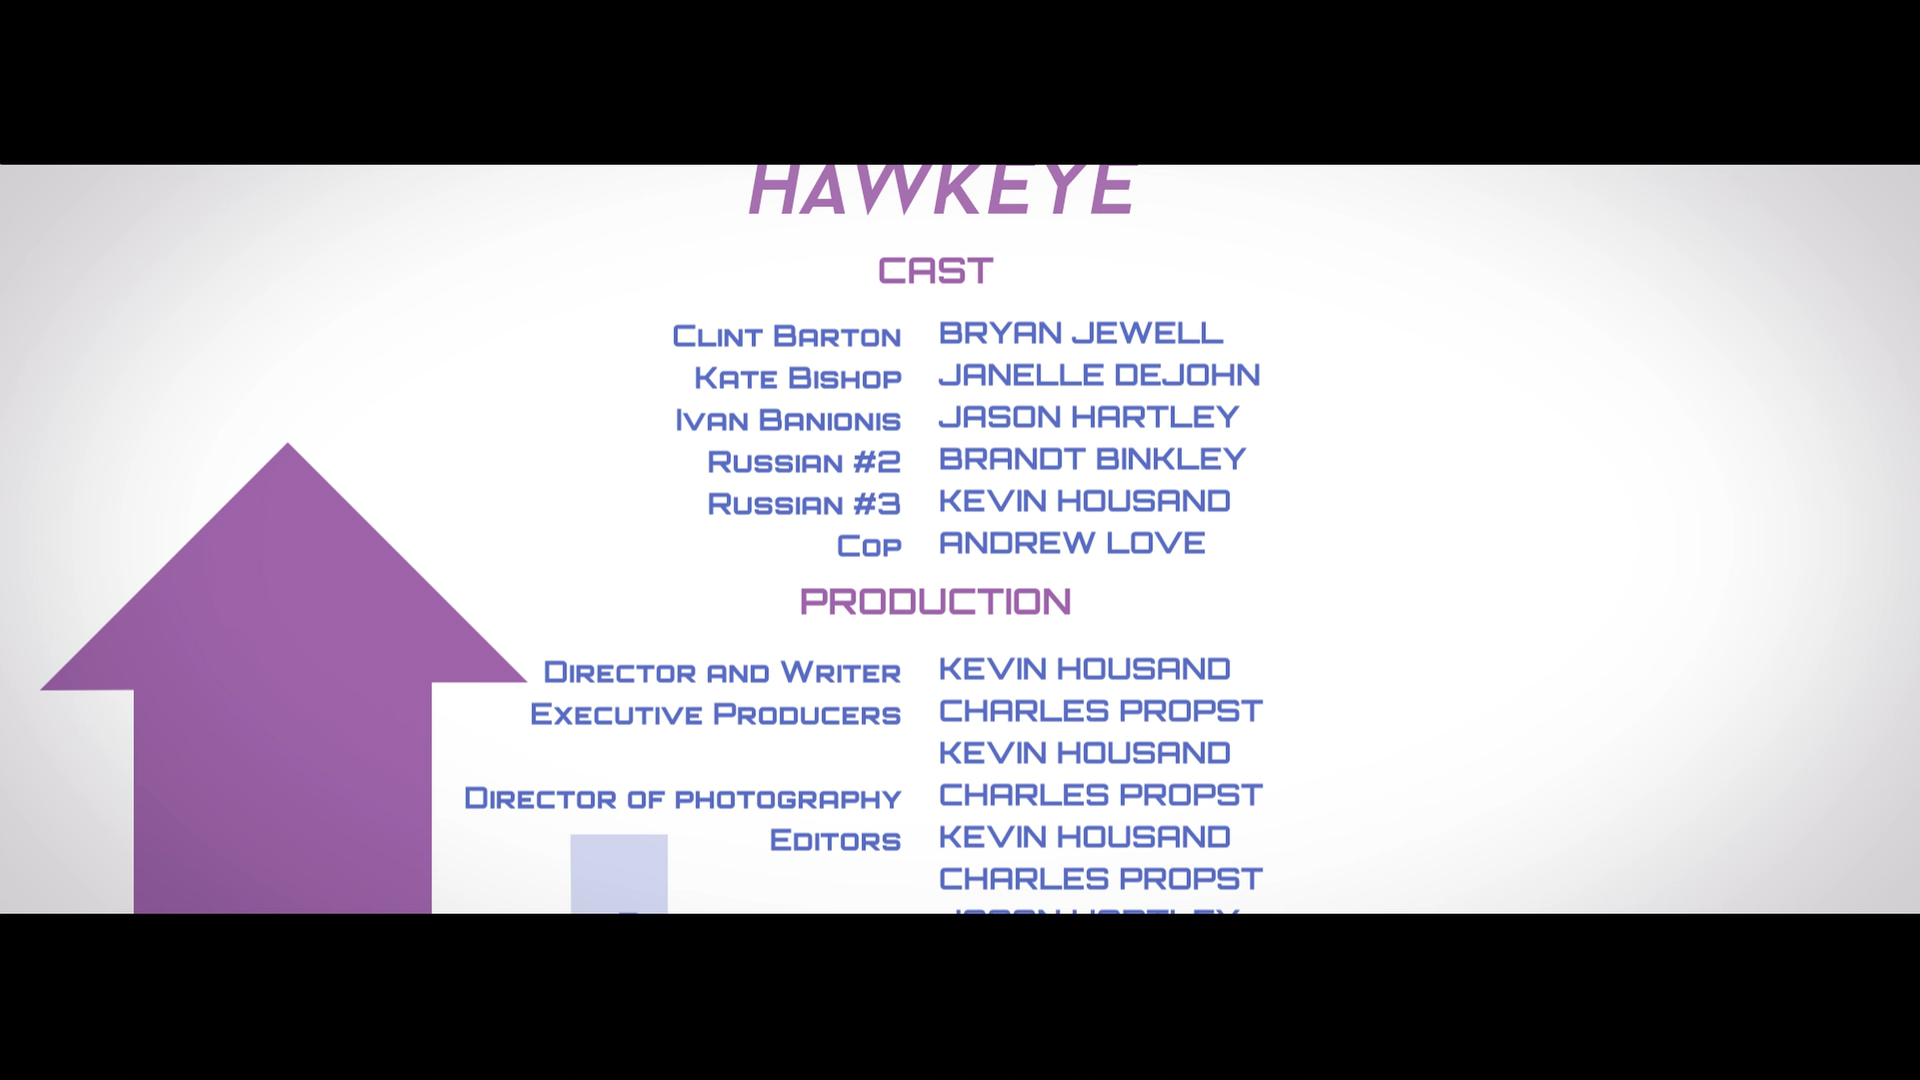 HAWKEYE
CAST
Clint Barton BRYAN JEWELL
Kate Bishop JANELLE DEJOHN
Ivan Banionis JASON HARTLEY
Russian #2 BRANDT BINKLEY
Russian #3 KEVIN HOUSAND
Cop ANDREW LOVE
PRODUCTION
Director and Writer KEVIN HOUSAND
Executive Producers CHARLES PROPST
KEVIN HOUSAND
Director of photography CHARLES PROPST
Editors KEVIN HOUSAND
CHARLES PROPST